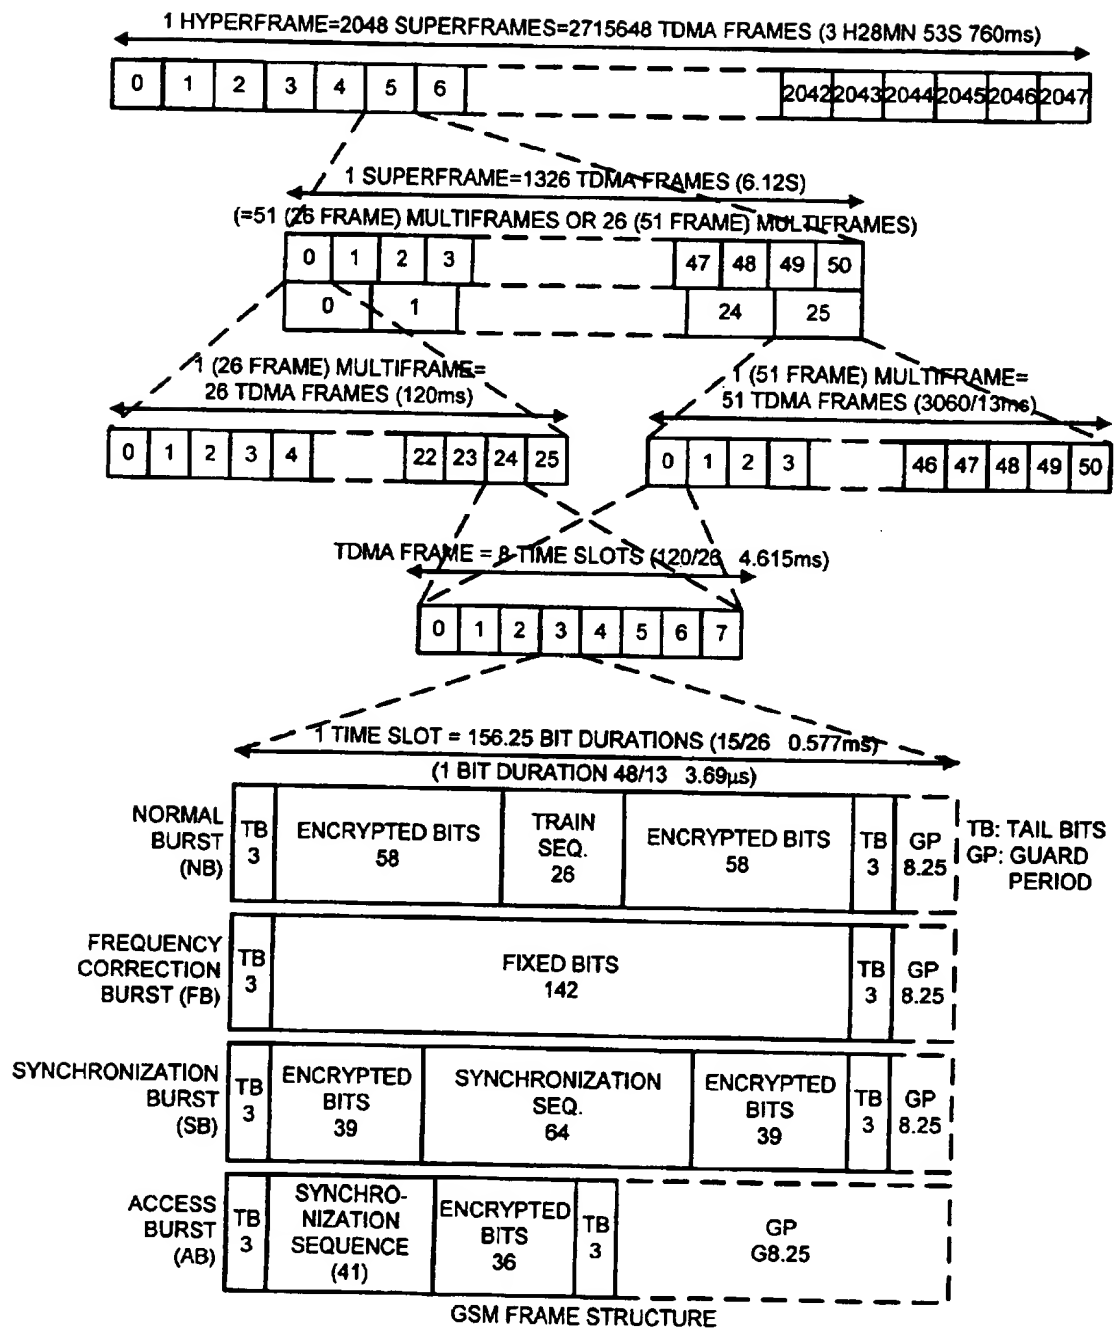 1 HYPERFRAME=2048 SUPERFRAMES=2715648 TDMA FRAMES (3 H28MN 53S 760ms)
0 1 2 3 4 5 6 2042 2043 2044 2045 2046 2047
1 SUPERFRAME=1326 TDMA FRAMES (6.12S)
(=51 (26 FRAME) MULTIFRAMES OR 26 (51 FRAME) MULTIFRAMES)
0 1 2 3 47 48 49 50
0 1 24 25
1 (26 FRAME) MULTIFRAME=
26 TDMA FRAMES (120ms)
1 (51 FRAME) MULTIFRAME=
51 TDMA FRAMES (3060/13ms)
0 1 2 3 4 22 23 24 25
0 1 2 3 46 47 48 49 50
TDMA FRAME = 8 TIME SLOTS (120/26 4.615ms)
0 1 2 3 4 5 6 7
1 TIME SLOT = 156.25 BIT DURATIONS (15/26 0.577ms)
(1 BIT DURATION 48/13 3.69µs)
NORMAL
BURST
(NB)
TB
3
ENCRYPTED BITS
58
TRAIN
SEQ.
26
ENCRYPTED BITS
58
TB
3
GP
8.25
TB: TAIL BITS
GP: GUARD
PERIOD
FREQUENCY
CORRECTION
BURST (FB)
TB
3
FIXED BITS
142
TB
3
GP
8.25
SYNCHRONIZATION
BURST
(SB)
TB
3
ENCRYPTED
BITS
39
SYNCHRONIZATION
SEQ.
64
ENCRYPTED
BITS
39
TB
3
GP
8.25
ACCESS
BURST
(AB)
TB
3
SYNCHRO-
NIZATION
SEQUENCE
(41)
ENCRYPTED
BITS
36
TB
3
GP
G8.25
GSM FRAME STRUCTURE